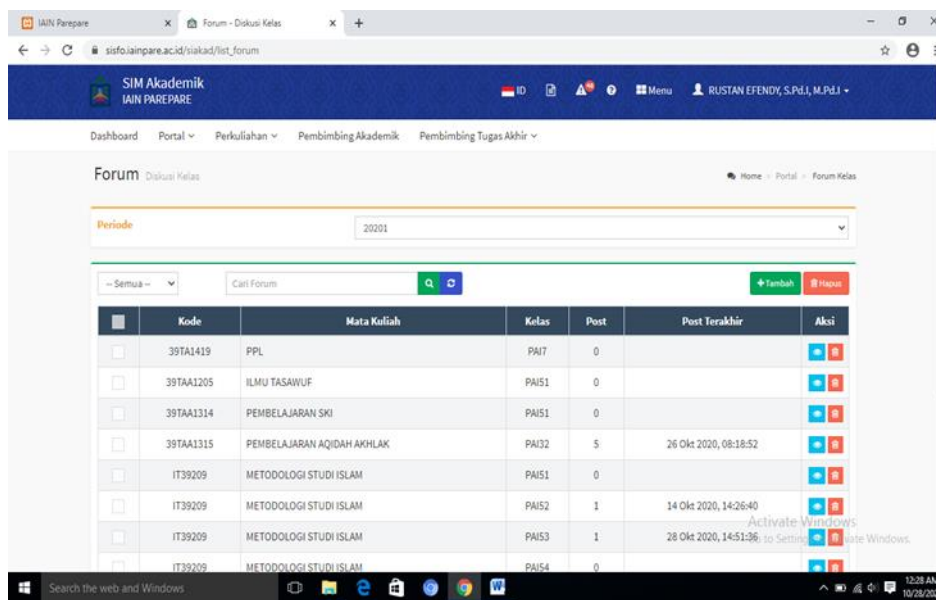 IAIN Parepare
Forum - Diskusi Kelas
sisfo.iainpare.ac.id/siakad/list_forum
SIM Akademik
IAIN PAREPARE
ID
Menu
RUSTAN EFENDY, S.Pd.I, M.Pd.I
Dashboard Portal Perkuliahan Pembimbing Akademik Pembimbing Tugas Akhir
Forum Diskusi Kelas
Home > Portal > Forum Kelas
Periode 20201
-- Semua -- Cari Forum Tambah Hapus
Kode Mata Kuliah Kelas Post Post Terakhir Aksi
39TA1419 PPL PAI7 0
39TAA1205 ILMU TASAWUF PAI51 0
39TAA1314 PEMBELAJARAN SKI PAI51 0
39TAA1315 PEMBELAJARAN AQIDAH AKHLAK PAI32 5 26 Okt 2020, 08:18:52
IT39209 METODOLOGI STUDI ISLAM PAI51 0
IT39209 METODOLOGI STUDI ISLAM PAI52 1 14 Okt 2020, 14:26:40
IT39209 METODOLOGI STUDI ISLAM PAI53 1 28 Okt 2020, 14:51:36
IT39209 METODOLOGI STUDI ISLAM PAI54 0
Activate Windows
to Windows.
Search the web and Windows
12:28 AM